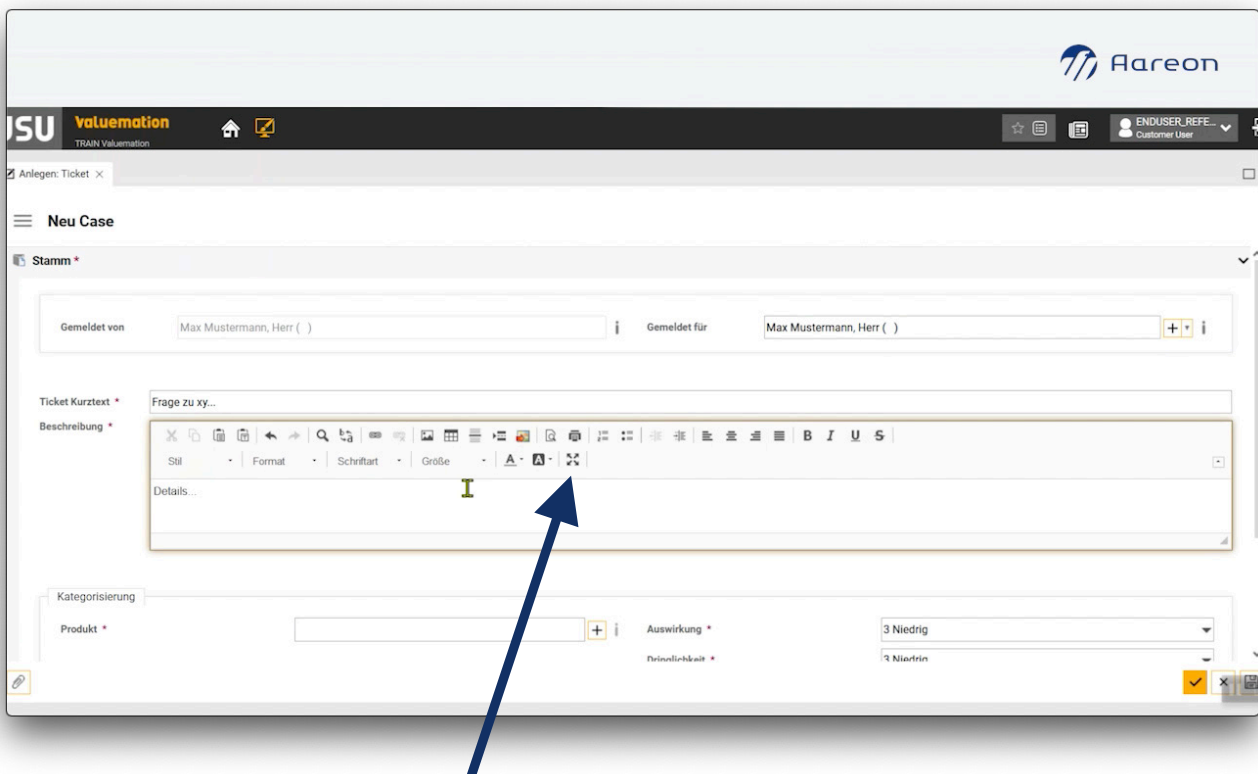 Aareon
USU
Valuemation
TRAIN Valuemation
ENDUSER_REFE...
Customer User
Anlegen: Ticket
Neu Case
Stamm *
Gemeldet von
Max Mustermann, Herr ( )
Gemeldet für
Max Mustermann, Herr ( )
Ticket Kurztext *
Frage zu xy...
Beschreibung *
B I U S
Stil
Format
Schriftart
Größe
A
A
Details...
Kategorisierung
Produkt *
Auswirkung *
3 Niedrig
Dringlichkeit *
3 Niedrig